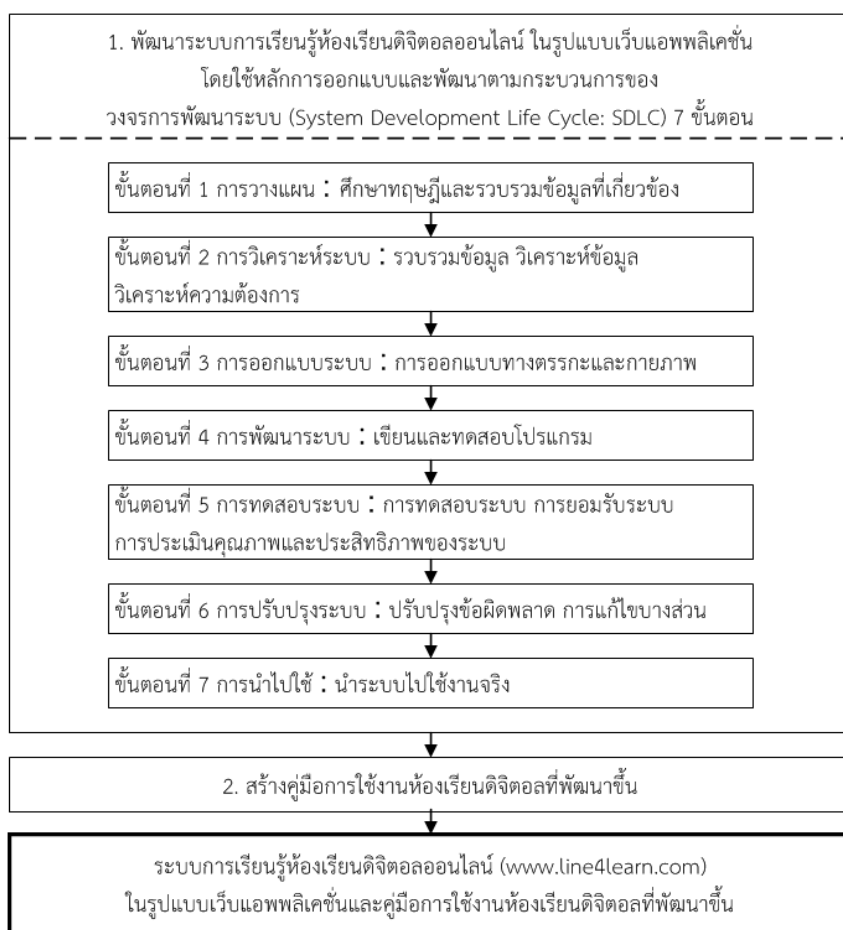 1. พัฒนาระบบการเรียนรู้ห้องเรียนดิจิตอลออนไลน์ ในรูปแบบเว็บแอพพลิเคชั่น
โดยใช้หลักการออกแบบและพัฒนาตามกระบวนการของ
วงจรการพัฒนาระบบ (System Development Life Cycle: SDLC) 7 ขั้นตอน
ขั้นตอนที่ 1 การวางแผน : ศึกษาทฤษฎีและรวบรวมข้อมูลที่เกี่ยวข้อง
ขั้นตอนที่ 2 การวิเคราะห์ระบบ : รวบรวมข้อมูล วิเคราะห์ข้อมูล
วิเคราะห์ความต้องการ
ขั้นตอนที่ 3 การออกแบบระบบ : การออกแบบทางตรรกะและกายภาพ
ขั้นตอนที่ 4 การพัฒนาระบบ : เขียนและทดสอบโปรแกรม
ขั้นตอนที่ 5 การทดสอบระบบ : การทดสอบระบบ การยอมรับระบบ
การประเมินคุณภาพและประสิทธิภาพของระบบ
ขั้นตอนที่ 6 การปรับปรุงระบบ : ปรับปรุงข้อผิดพลาด การแก้ไขบางส่วน
ขั้นตอนที่ 7 การนำไปใช้ : นำระบบไปใช้งานจริง
2. สร้างคู่มือการใช้งานห้องเรียนดิจิตอลที่พัฒนาขึ้น
ระบบการเรียนรู้ห้องเรียนดิจิตอลออนไลน์ (www.line4learn.com)
ในรูปแบบเว็บแอพพลิเคชั่นและคู่มือการใช้งานห้องเรียนดิจิตอลที่พัฒนาขึ้น